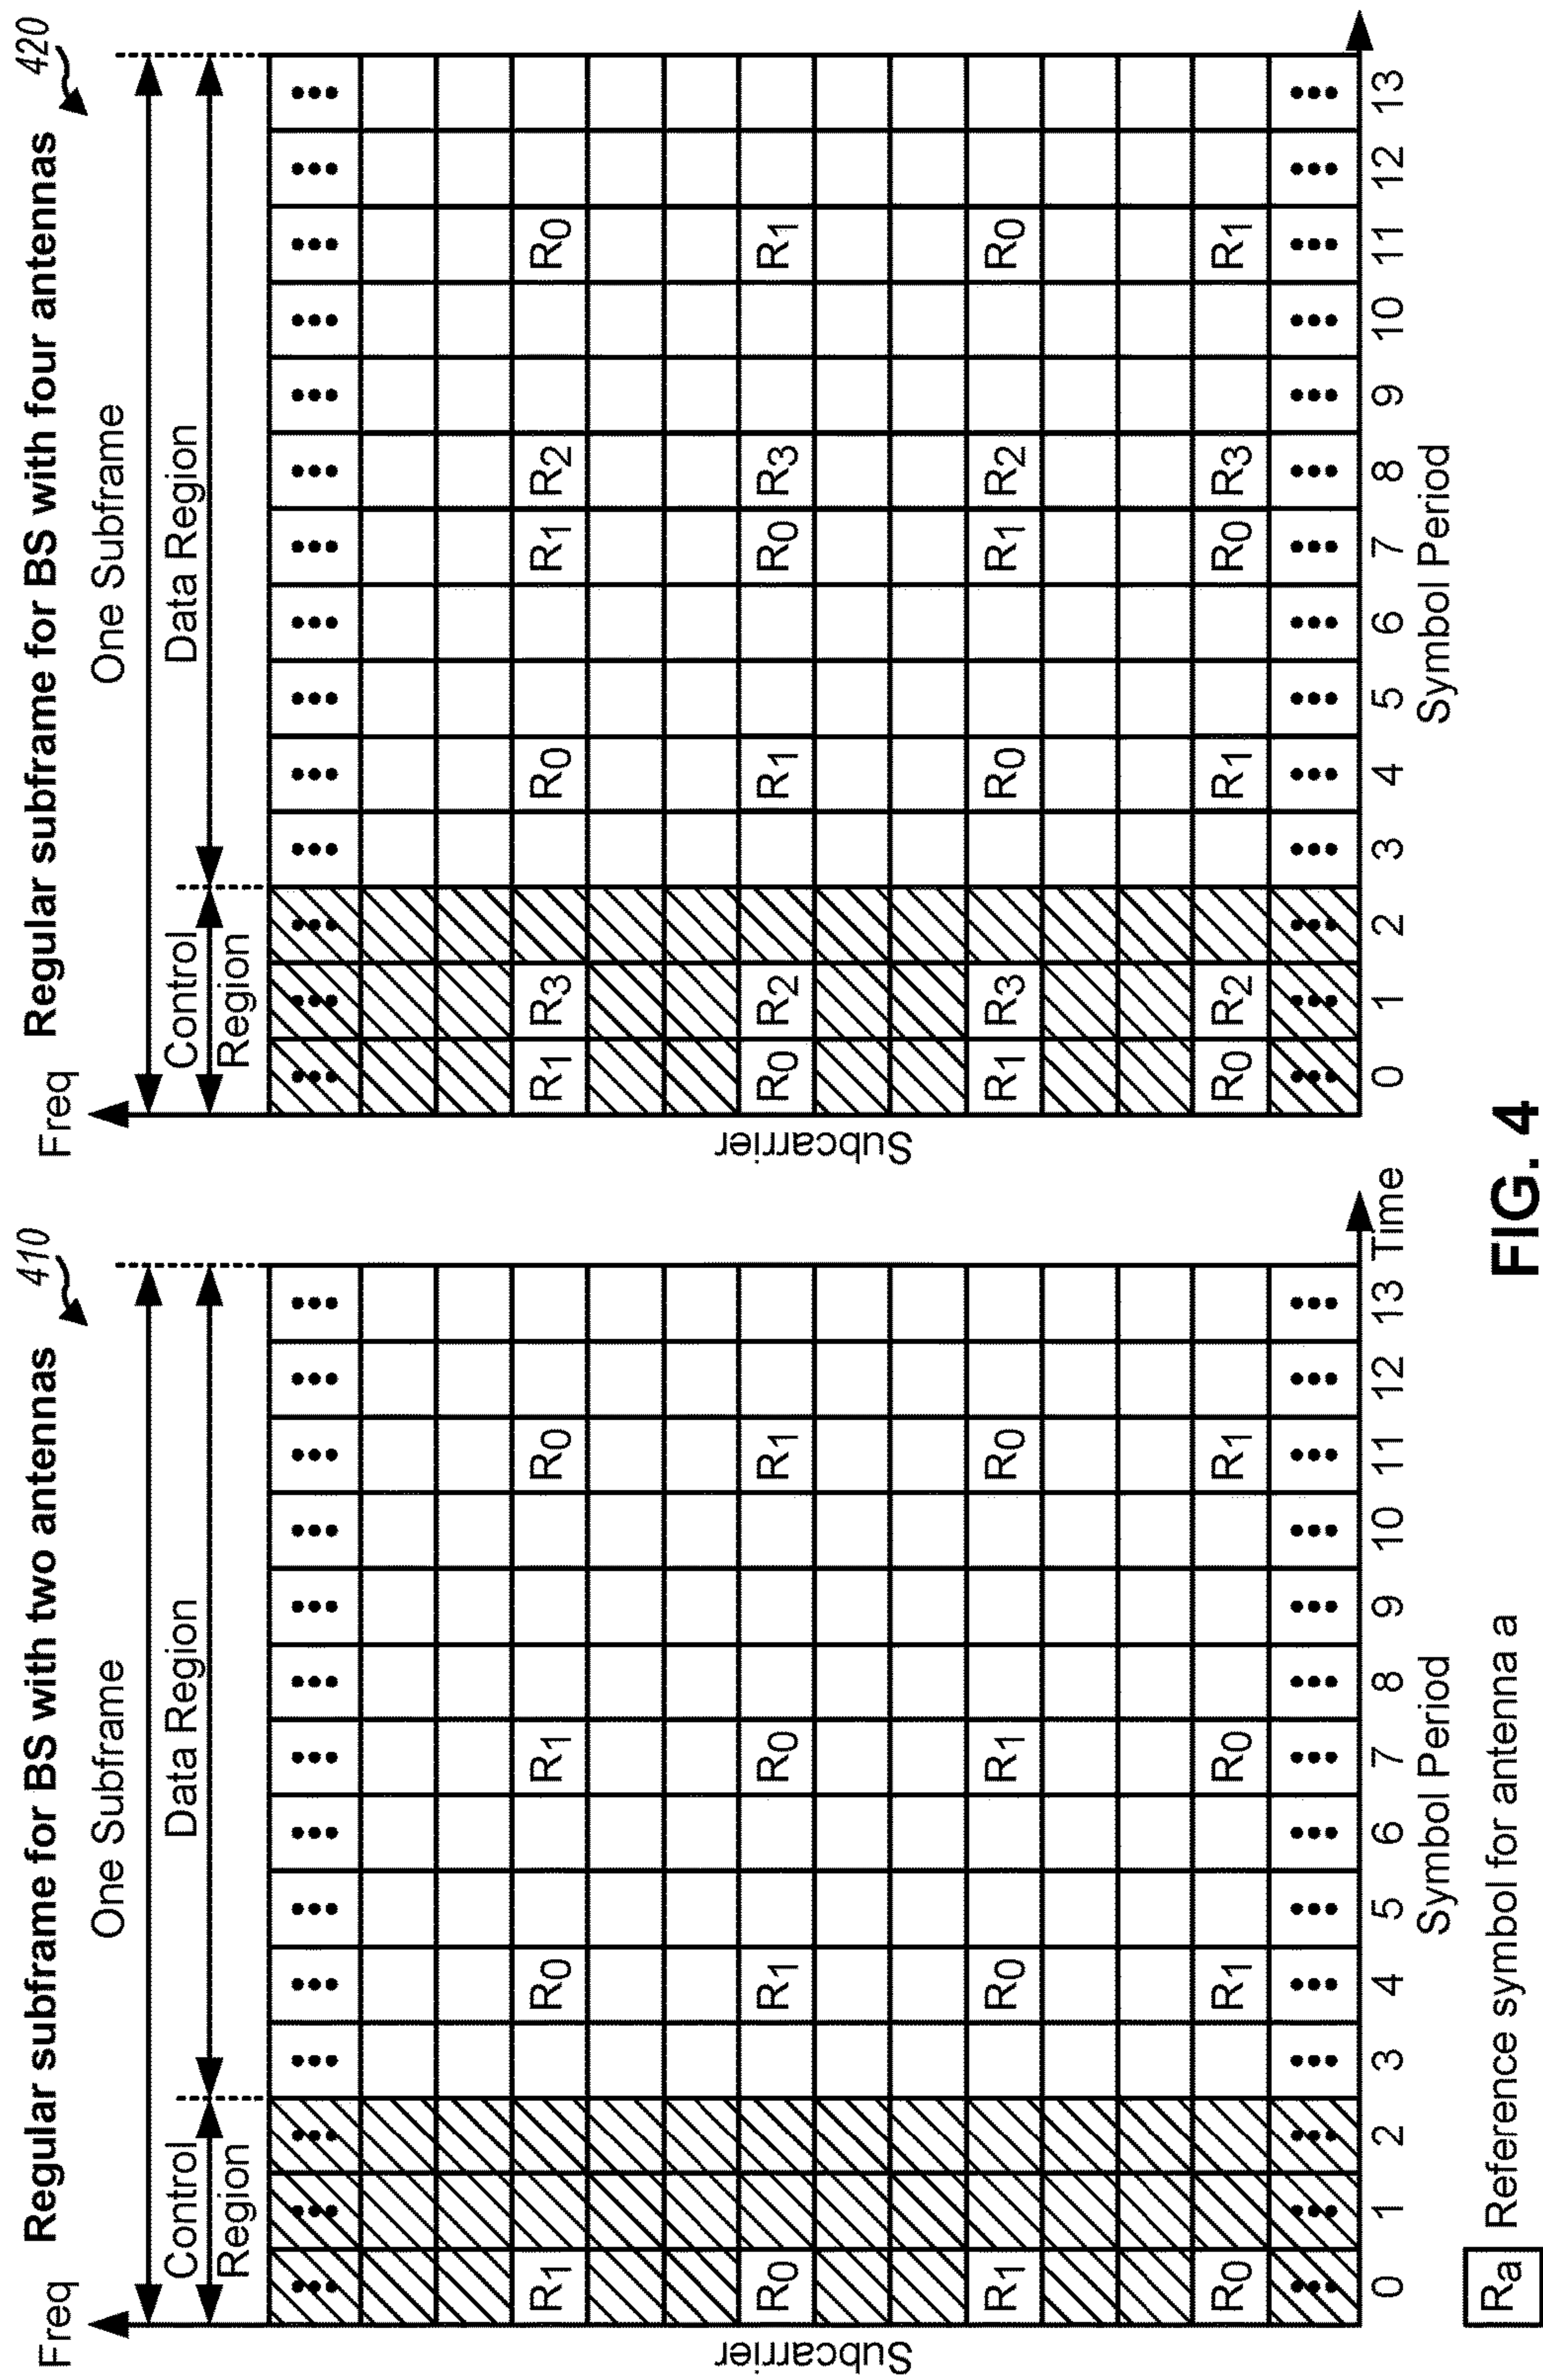 Regular subframe for BS with two antennas
410
Freq
One Subframe
Control
Region
Data Region
R1 R0 R1 R0
R0 R1 R0 R1
R1 R0 R1 R0
R0 R1 R0 R1
Subcarrier
0 1 2 3 4 5 6 7 8 9 10 11 12 13
Time
Symbol Period
Regular subframe for BS with four antennas
420
Freq
One Subframe
Control
Region
Data Region
R1 R3 R0 R1 R2 R0
R0 R2 R1 R0 R3 R1
R1 R3 R0 R1 R2 R0
R0 R2 R1 R0 R3 R1
Subcarrier
0 1 2 3 4 5 6 7 8 9 10 11 12 13
Symbol Period
Ra Reference symbol for antenna a
FIG. 4